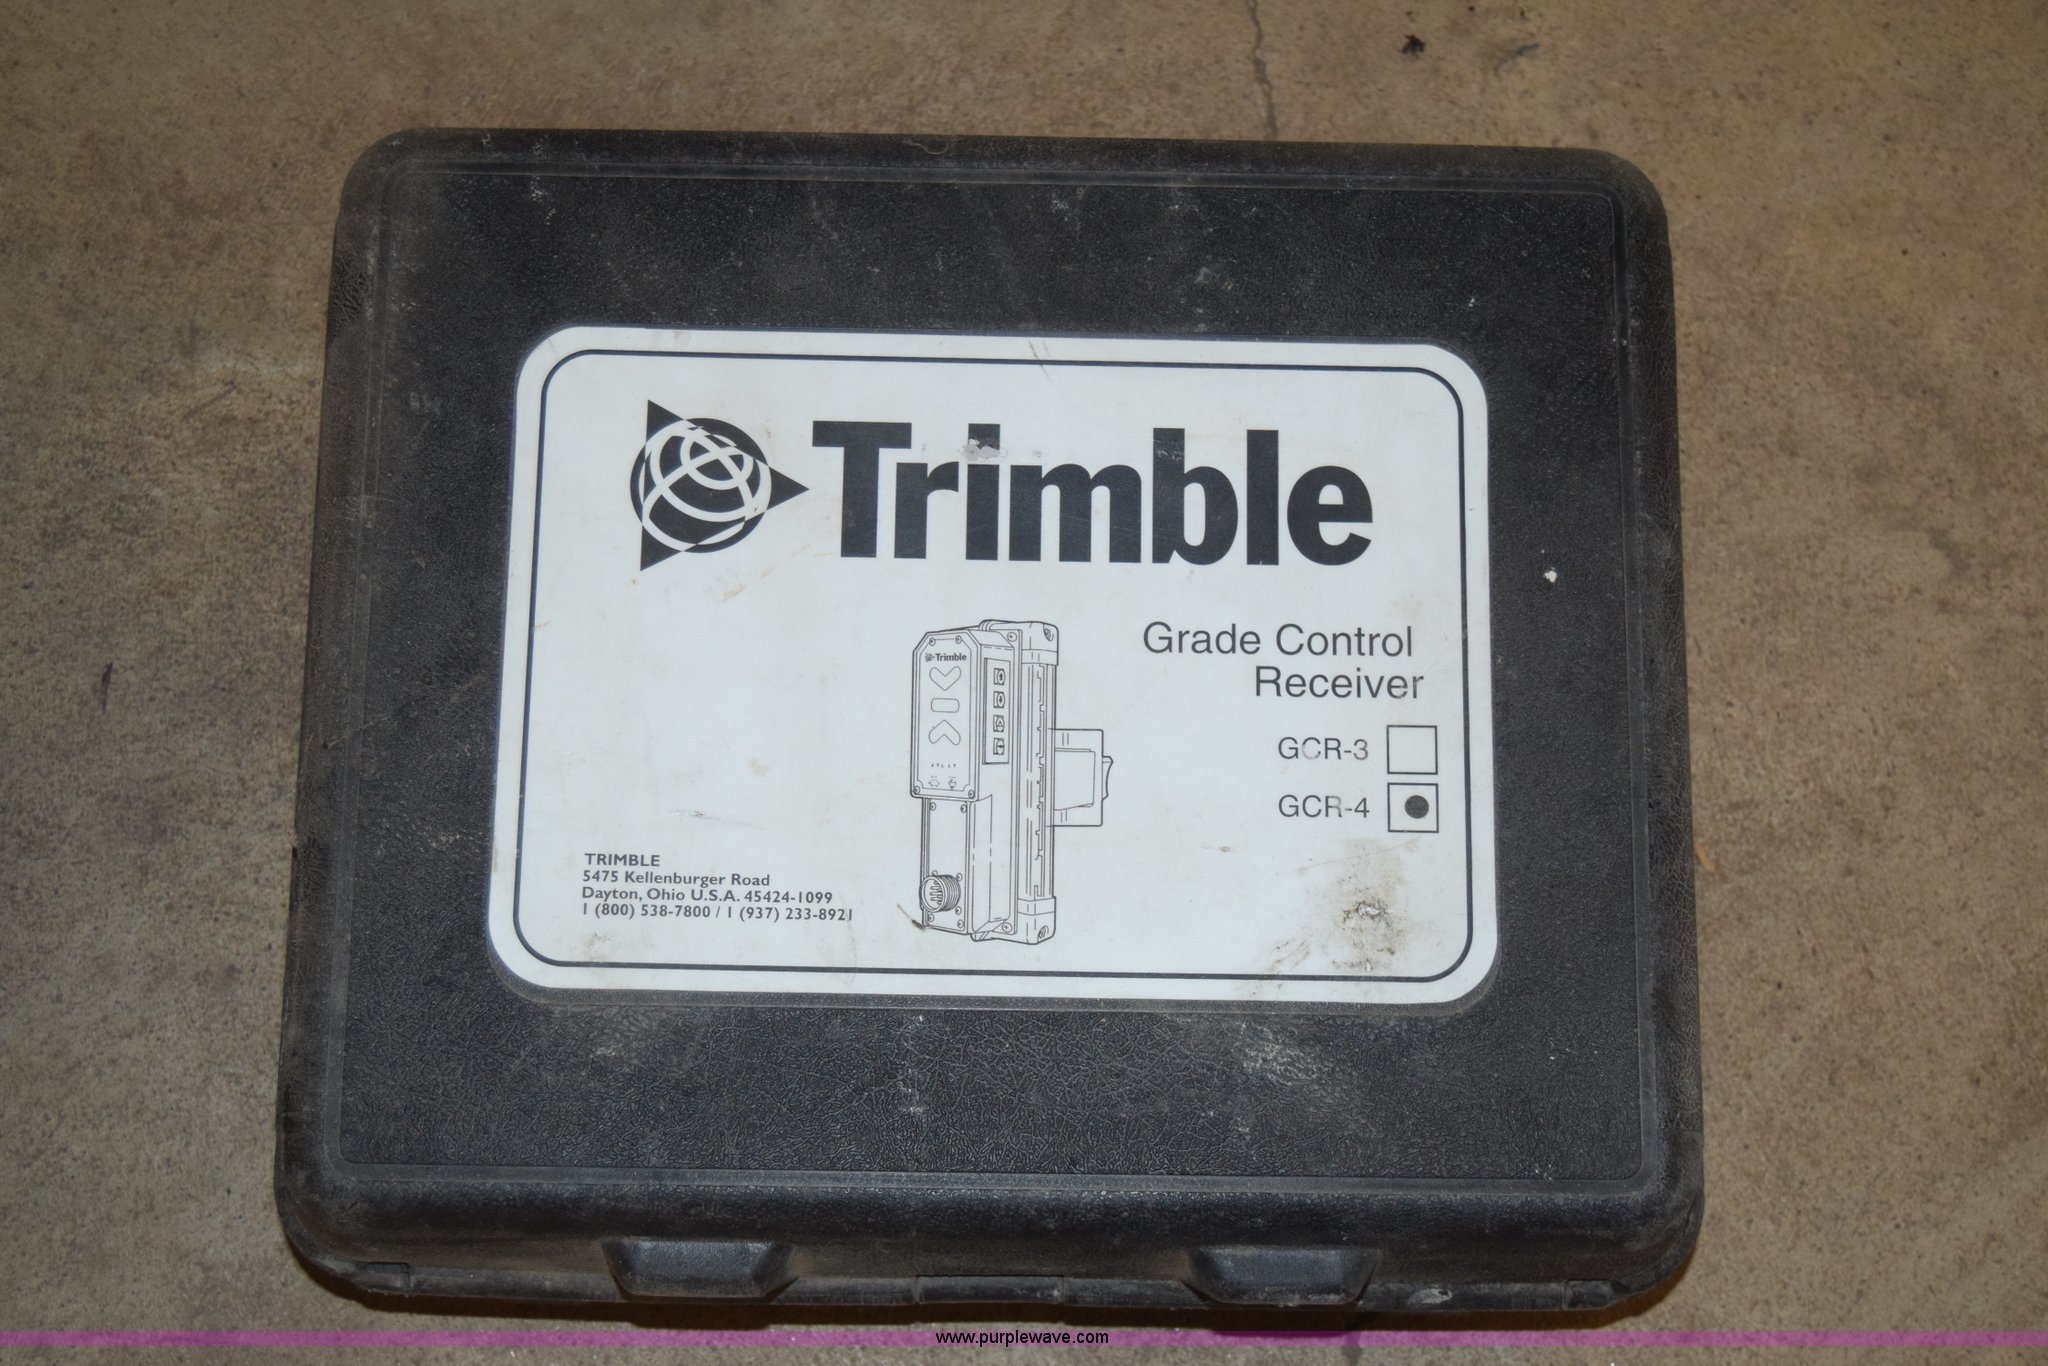 Trimble
Grade Control
Receiver
Trimble
GCR-3
GCR-4
TRIMBLE
5475 Kellenburger Road
Dayton, Ohio U.S.A. 45424-1099
1 (800) 538-7800 / 1 (937) 233-8921
www.purplewave.com